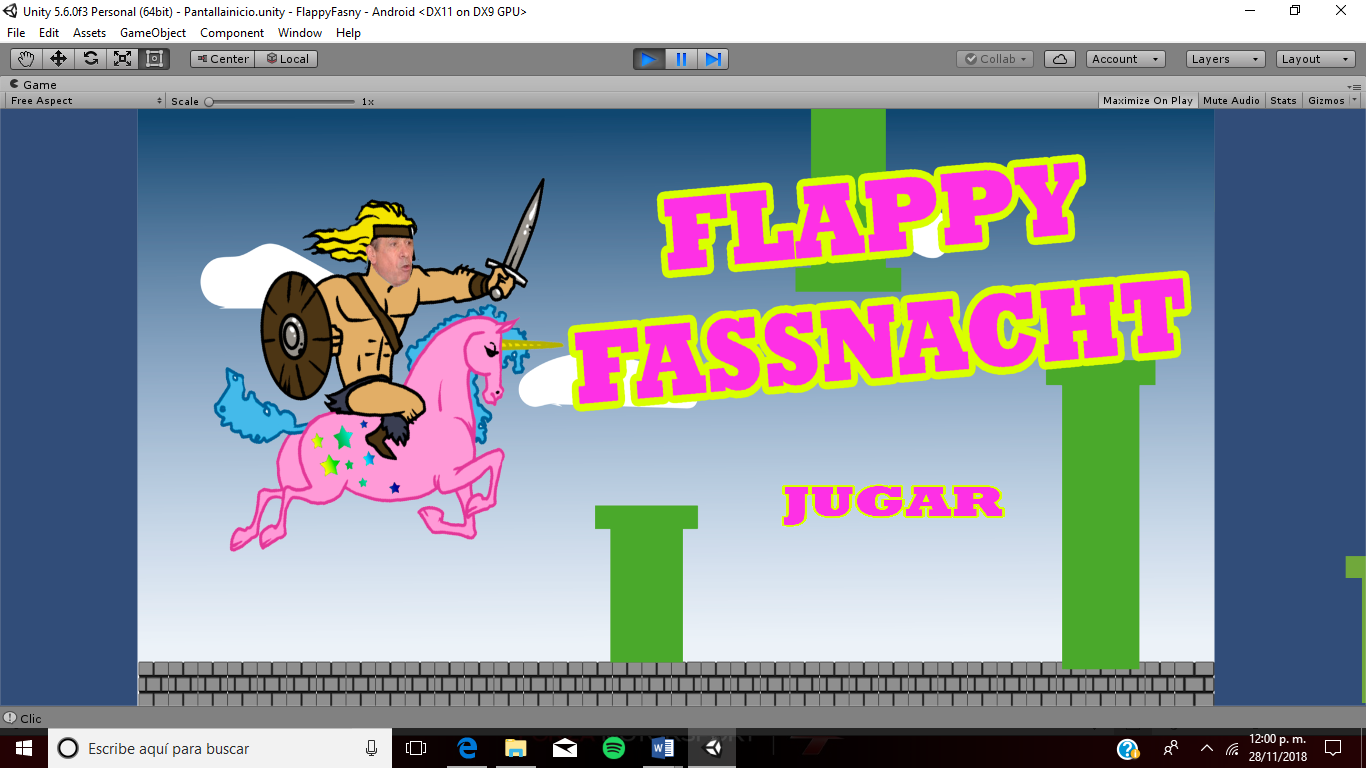 Unity 5.6.0f3 Personal (64bit) - Pantallainicio.unity - FlappyFasny - Android <DX11 on DX9 GPU>
File Edit Assets GameObject Component Window Help
Center Local Collab Account Layers Layout
Game
Free Aspect Scale 1x Maximize On Play Mute Audio Stats Gizmos
FLAPPY
FASSNACHT
JUGAR
Clic
Escribe aquí para buscar
12:00 p. m.
28/11/2018